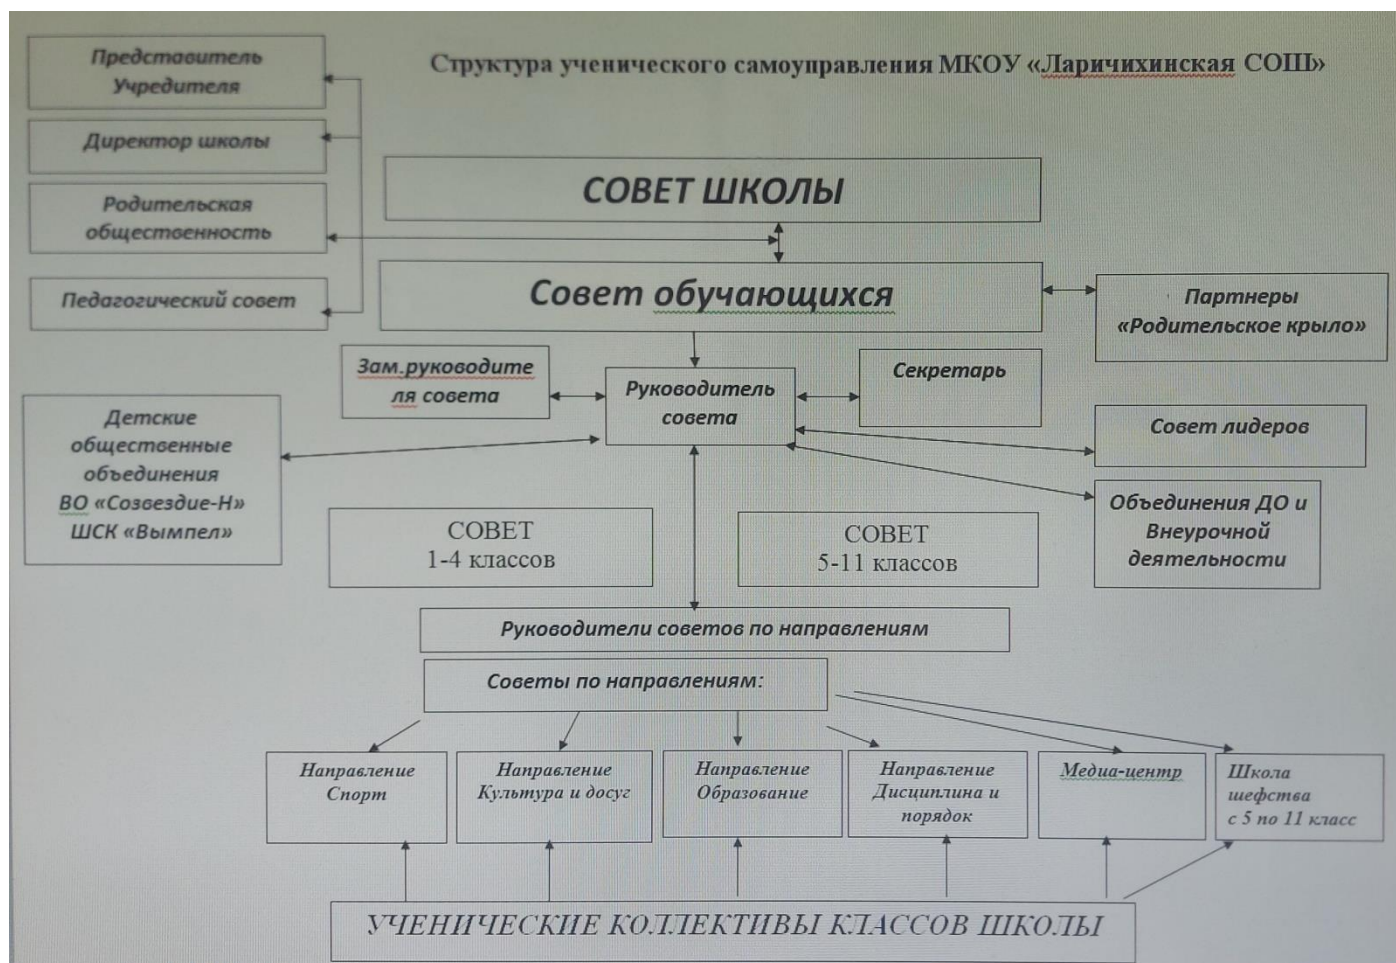 Структура ученического самоуправления МКОУ «Ларичихинская СОШ»
Представитель
Учредителя
Директор школы
Родительская
общественность
Педагогический совет
СОВЕТ ШКОЛЫ
Совет обучающихся
Партнеры
«Родительское крыло»
Зам.руководите
ля совета
Руководитель
совета
Секретарь
Совет лидеров
Детские
общественные
объединения
ВО «Созвездие-Н»
ШСК «Вымпел»
Объединения ДО и
Внеурочной
деятельности
СОВЕТ
1-4 классов
СОВЕТ
5-11 классов
Руководители советов по направлениям
Советы по направлениям:
Направление
Спорт
Направление
Культура и досуг
Направление
Образование
Направление
Дисциплина и
порядок
Медиа-центр
Школа
шефства
с 5 по 11 класс
УЧЕНИЧЕСКИЕ КОЛЛЕКТИВЫ КЛАССОВ ШКОЛЫ